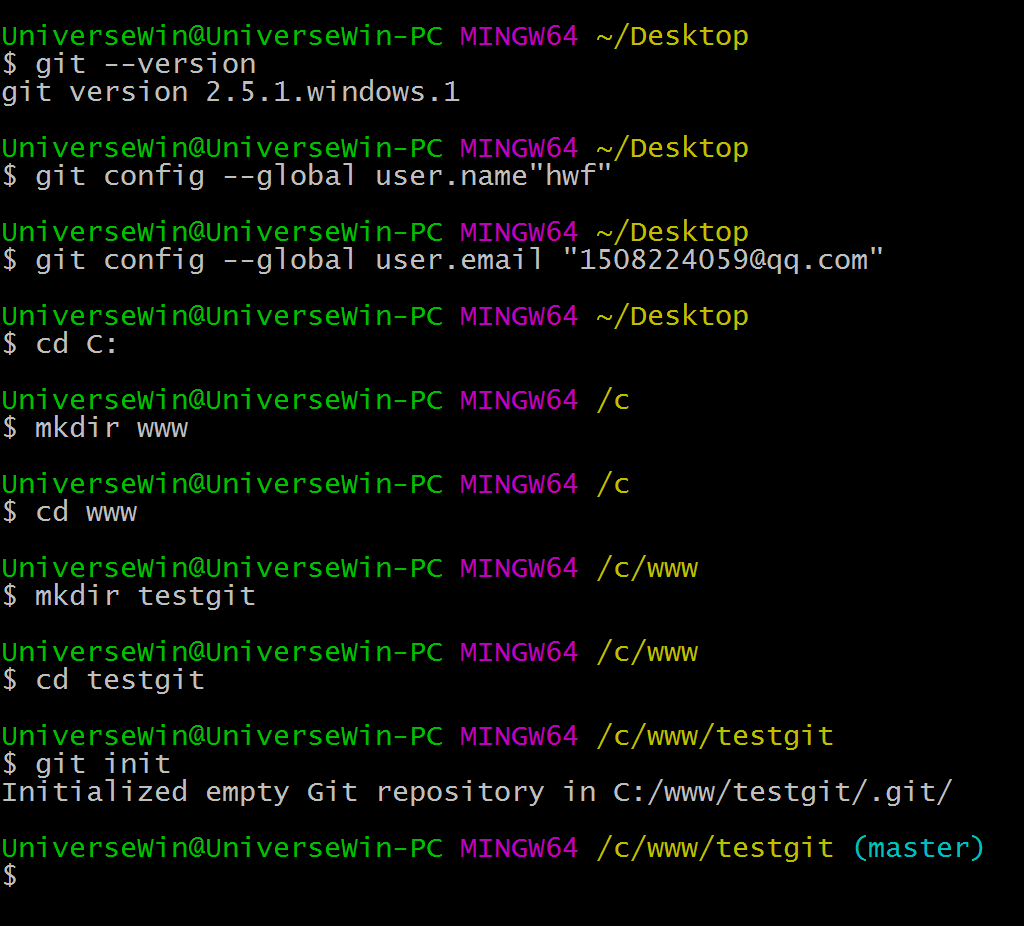 UniverseWin@UniverseWin-PC MINGW64 ~/Desktop
$ git --version
git version 2.5.1.windows.1
UniverseWin@UniverseWin-PC MINGW64 ~/Desktop
$ git config --global user.name"hwf"
UniverseWin@UniverseWin-PC MINGW64 ~/Desktop
$ git config --global user.email "1508224059@qq.com"
UniverseWin@UniverseWin-PC MINGW64 ~/Desktop
$ cd C:
UniverseWin@UniverseWin-PC MINGW64 /c
$ mkdir www
UniverseWin@UniverseWin-PC MINGW64 /c
$ cd www
UniverseWin@UniverseWin-PC MINGW64 /c/www
$ mkdir testgit
UniverseWin@UniverseWin-PC MINGW64 /c/www
$ cd testgit
UniverseWin@UniverseWin-PC MINGW64 /c/www/testgit
$ git init
Initialized empty Git repository in C:/www/testgit/.git/
UniverseWin@UniverseWin-PC MINGW64 /c/www/testgit (master)
$